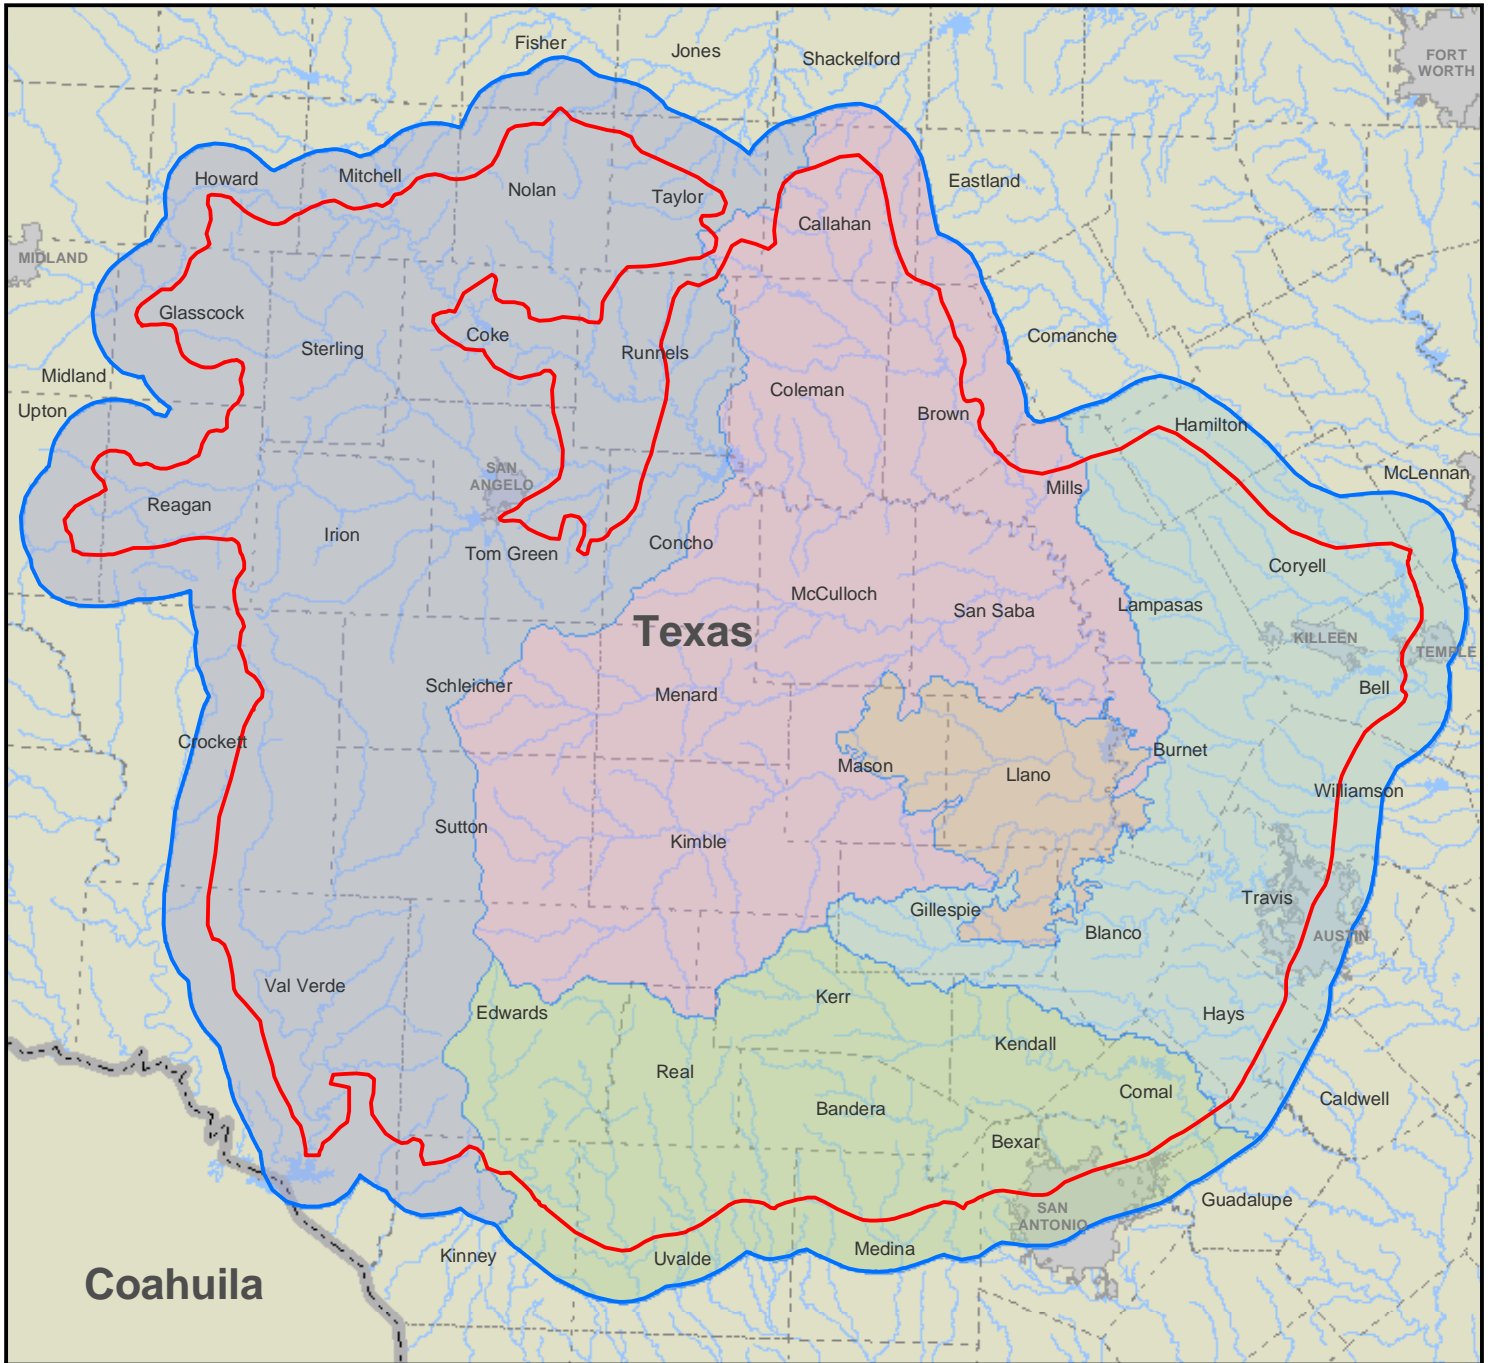 Fisher
Jones
Shackelford
FORT
WORTH
Howard
Mitchell
Nolan
Taylor
Eastland
Callahan
MIDLAND
Glasscock
Sterling
Coke
Runnels
Comanche
Midland
Upton
Coleman
Brown
Hamilton
McLennan
SAN
ANGELO
Mills
Reagan
Irion
Tom Green
Concho
Coryell
McCulloch
San Saba
Lampasas
Texas
KILLEEN
TEMPLE
Schleicher
Menard
Bell
Crockett
Mason
Llano
Burnet
Williamson
Sutton
Kimble
Travis
Gillespie
Blanco
AUSTIN
Val Verde
Edwards
Kerr
Hays
Kendall
Real
Bandera
Comal
Caldwell
Bexar
Guadalupe
SAN
ANTONIO
Kinney
Uvalde
Medina
Coahuila